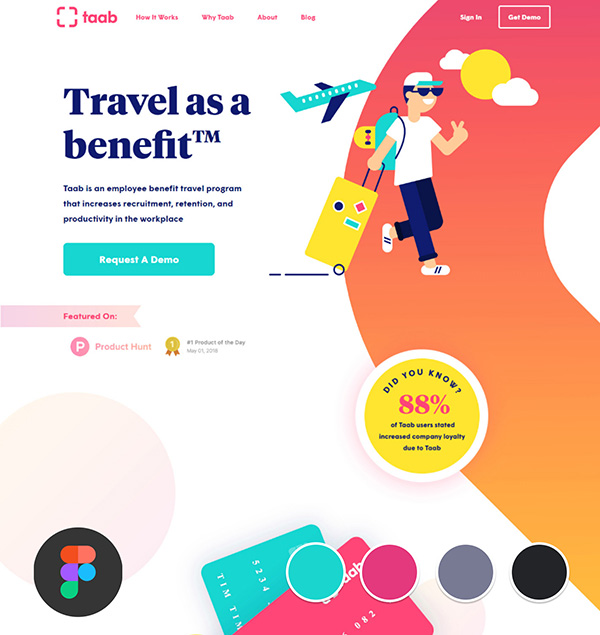 taab
How It Works
Why Taab
About
Blog
Sign In
Get Demo
Travel as a
benefit™
Taab is an employee benefit travel program
that increases recruitment, retention, and
productivity in the workplace
Request A Demo
Featured On:
P
Product Hunt
1
#1 Product of the Day
May 01, 2018
DID YOU KNOW?
88%
of Taab users stated
increased company loyalty
due to Taab
5234
TIM TIM
082